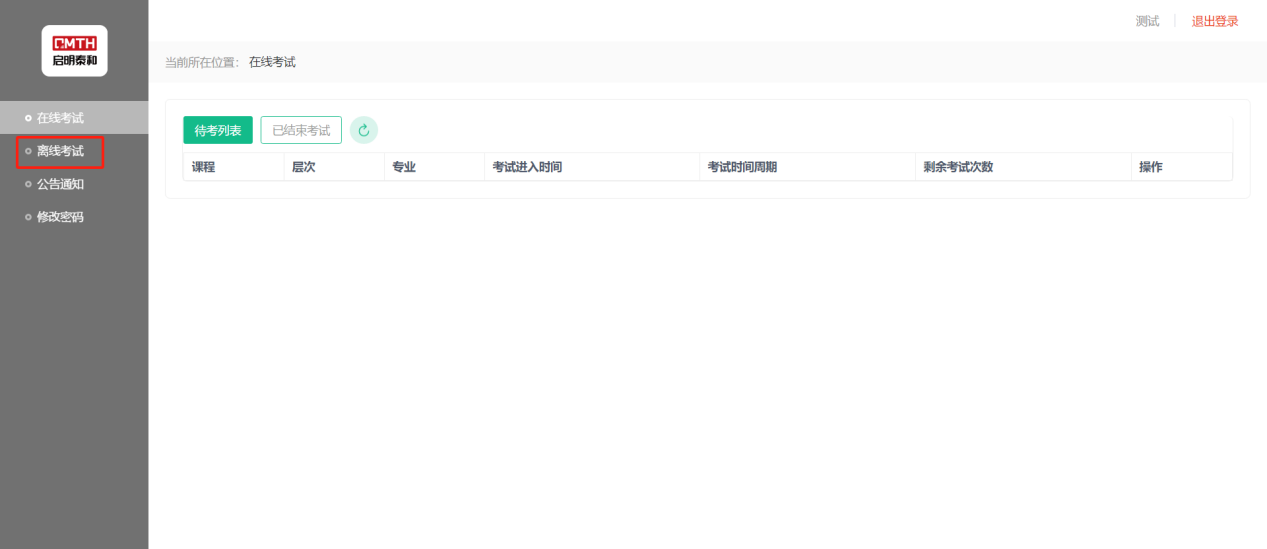 CMTH
启明泰和
测试
退出登录
当前所在位置： 在线考试
在线考试
离线考试
公告通知
修改密码
待考列表 已结束考试
课程 层次 专业 考试进入时间 考试时间周期 剩余考试次数 操作